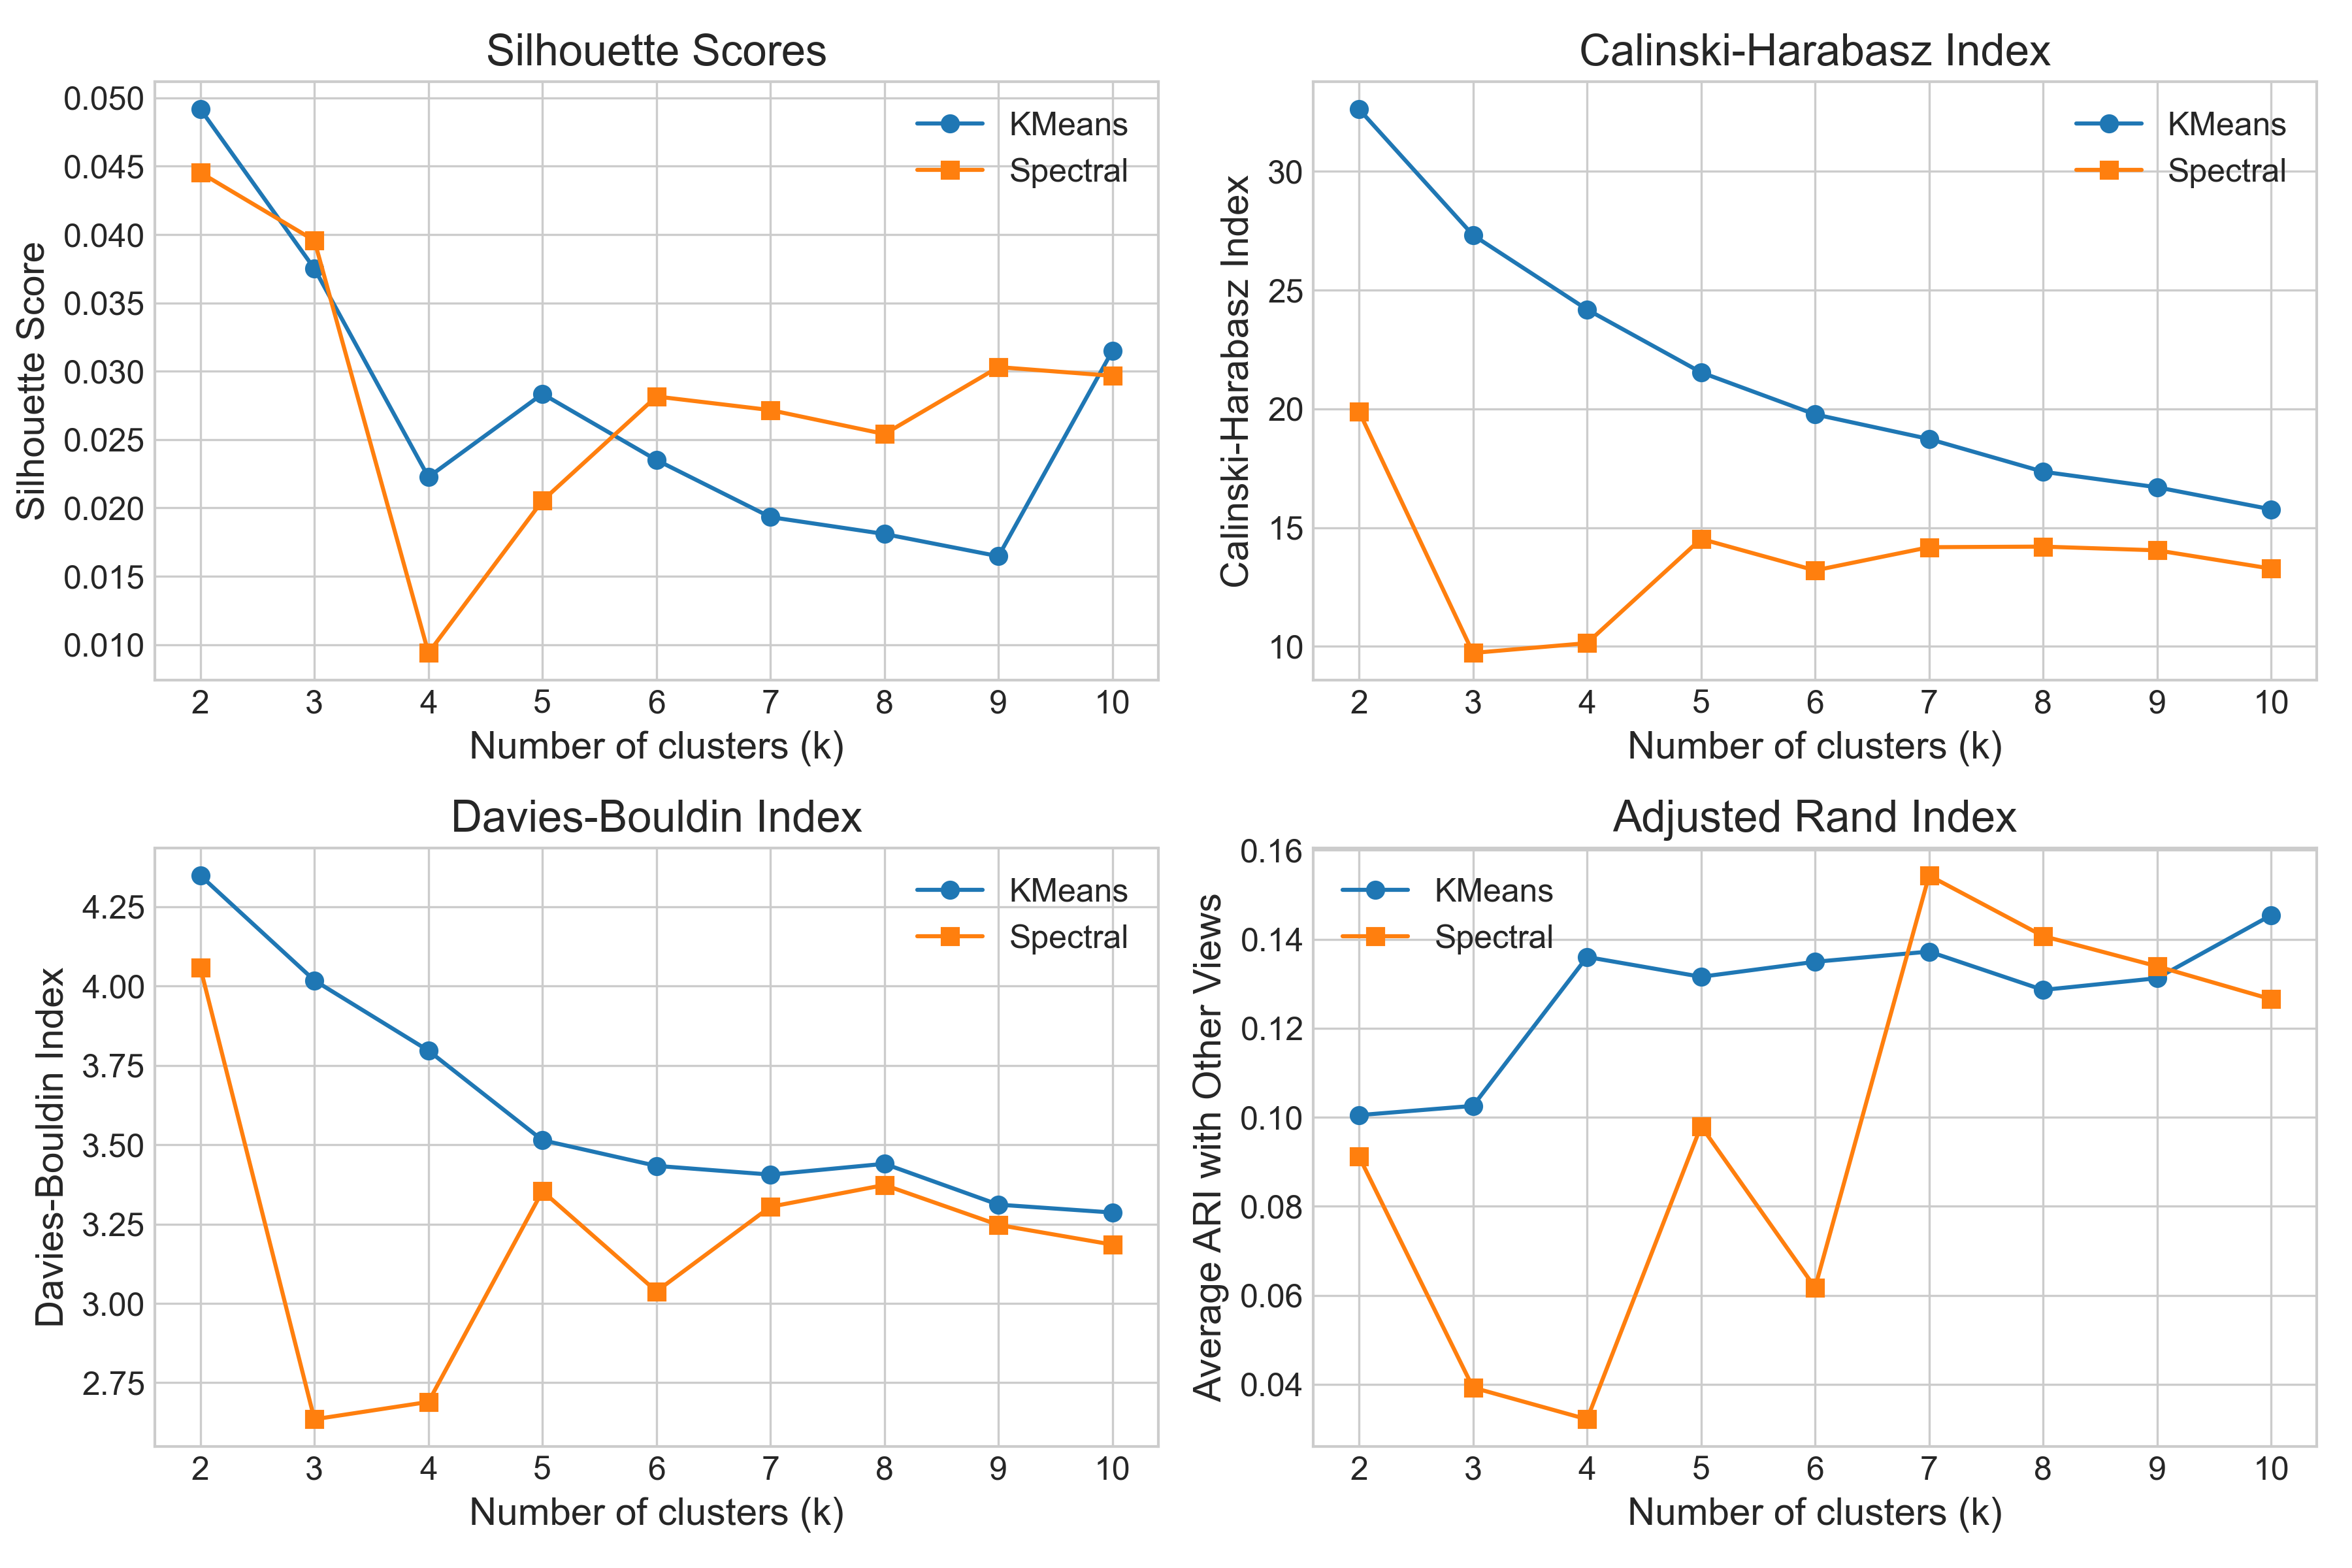 Silhouette Scores
Silhouette Score
0.050
0.045
0.040
0.035
0.030
0.025
0.020
0.015
0.010
KMeans
Spectral
2 3 4 5 6 7 8 9 10
Number of clusters (k)
Calinski-Harabasz Index
Calinski-Harabasz Index
30
25
20
15
10
KMeans
Spectral
2 3 4 5 6 7 8 9 10
Number of clusters (k)
Davies-Bouldin Index
Davies-Bouldin Index
4.25
4.00
3.75
3.50
3.25
3.00
2.75
KMeans
Spectral
2 3 4 5 6 7 8 9 10
Number of clusters (k)
Adjusted Rand Index
Average ARI with Other Views
0.16
0.14
0.12
0.10
0.08
0.06
0.04
KMeans
Spectral
2 3 4 5 6 7 8 9 10
Number of clusters (k)